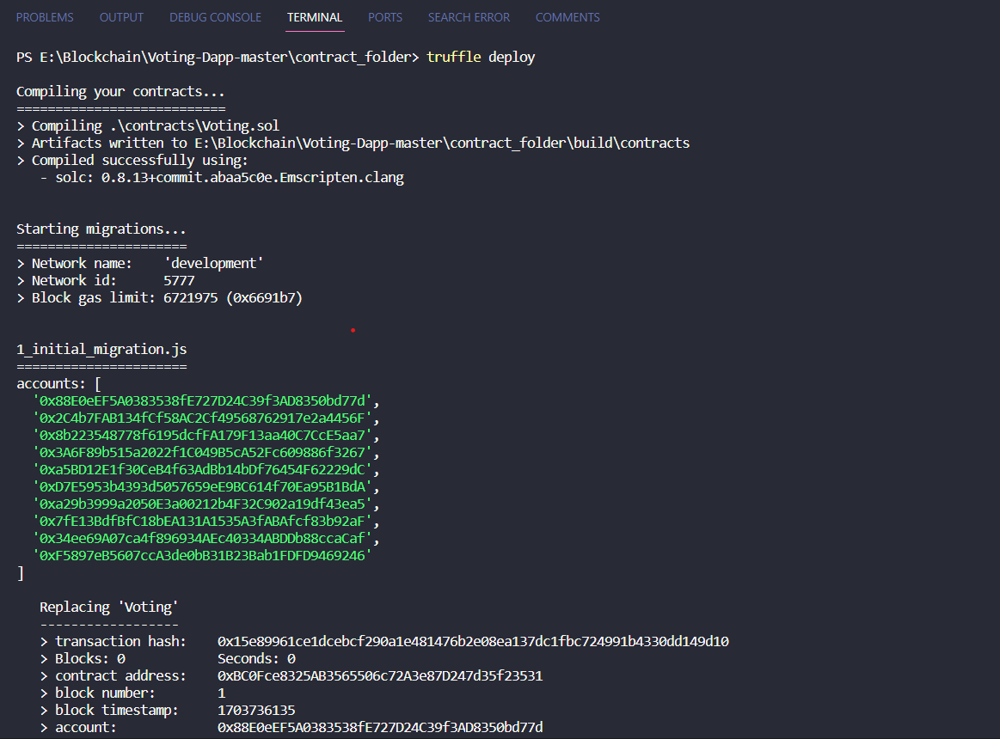 PROBLEMS OUTPUT DEBUG CONSOLE TERMINAL PORTS SEARCH ERROR COMMENTS
PS E:\Blockchain\Voting-Dapp-master\contract_folder> truffle deploy
Compiling your contracts...
===========================
> Compiling .\contracts\Voting.sol
> Artifacts written to E:\Blockchain\Voting-Dapp-master\contract_folder\build\contracts
> Compiled successfully using:
   - solc: 0.8.13+commit.abaa5c0e.Emscripten.clang
Starting migrations...
======================
> Network name:    'development'
> Network id:      5777
> Block gas limit: 6721975 (0x6691b7)
1_initial_migration.js
======================
accounts: [
  '0x88E0eEF5A0383538fE727D24C39f3AD8350bd77d',
  '0x2C4b7FAB134fCf58AC2Cf49568762917e2a4456F',
  '0x8b223548778f6195dcfFA179F13aa40C7CcE5aa7',
  '0x3A6F89b515a2022f1C049B5cA52Fc609886f3267',
  '0xa5BD12E1f30CeB4f63AdBb14bDf76454F62229dC',
  '0xD7E5953b4393d5057659eE9BC614f70Ea95B1BdA',
  '0xa29b3999a2050E3a00212b4F32C902a19df43ea5',
  '0x7fE13BdfBfC18bEA131A1535A3fABAfcf83b92aF',
  '0x34ee69A07ca4f896934AEc40334ABDDb88ccaCaf',
  '0xF5897eB5607ccA3de0bB31B23Bab1FDFD9469246'
]
   Replacing 'Voting'
   ------------------
   > transaction hash:    0x15e89961ce1dcebcf290a1e481476b2e08ea137dc1fbc724991b4330dd149d10
   > Blocks: 0            Seconds: 0
   > contract address:    0xBC0Fce8325AB3565506c72A3e87D247d35f23531
   > block number:        1
   > block timestamp:     1703736135
   > account:             0x88E0eEF5A0383538fE727D24C39f3AD8350bd77d